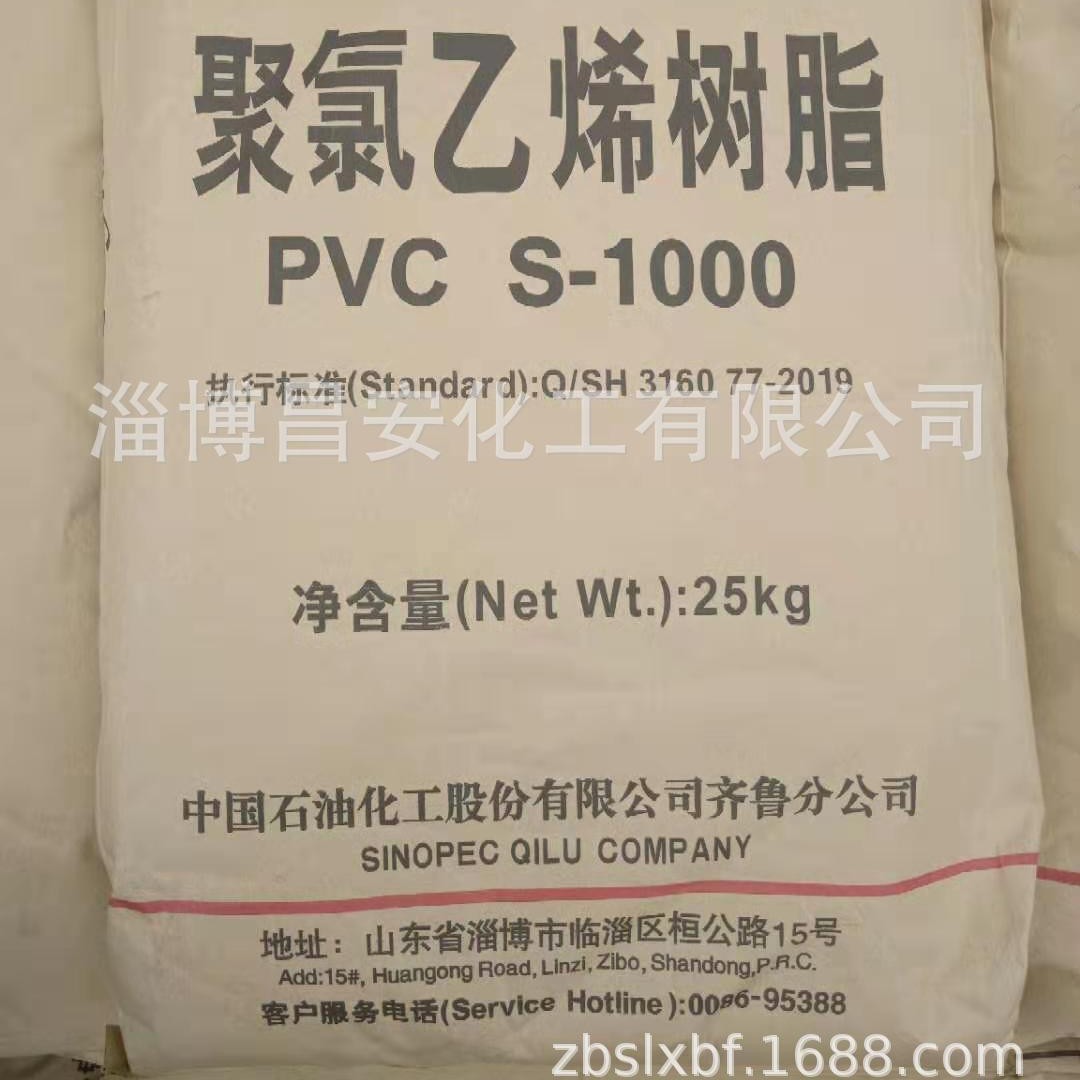 聚氯乙烯树脂
PVC S-1000
执行标准(Standard):Q/SH 3160 77-2019
淄博昌安化工有限公司
净含量(Net Wt.):25kg
中国石油化工股份有限公司齐鲁分公司
SINOPEC QILU COMPANY
地址：山东省淄博市临淄区桓公路15号
Add:15#, Huangong Road, Linzi, Zibo, Shandong,P.R.C.
客户服务电话(Service Hotline):0086-95388
zbslxbf.1688.com